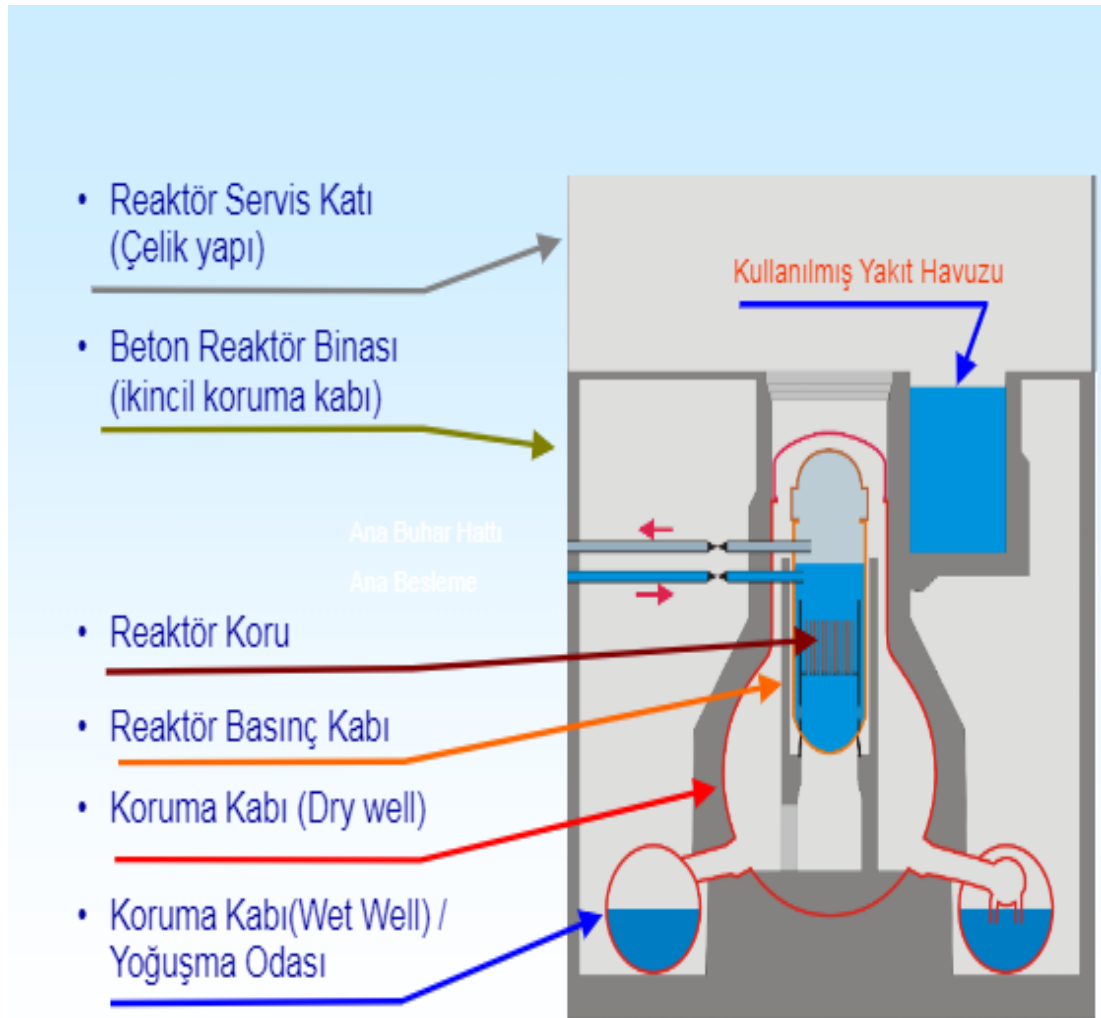 • Reaktör Servis Katı
(Çelik yapı)
Kullanılmış Yakıt Havuzu
• Beton Reaktör Binası
(ikincil koruma kabı)
Ana Buhar Hattı
Ana Besleme
• Reaktör Koru
• Reaktör Basınç Kabı
• Koruma Kabı (Dry well)
• Koruma Kabı(Wet Well) /
Yoğuşma Odası